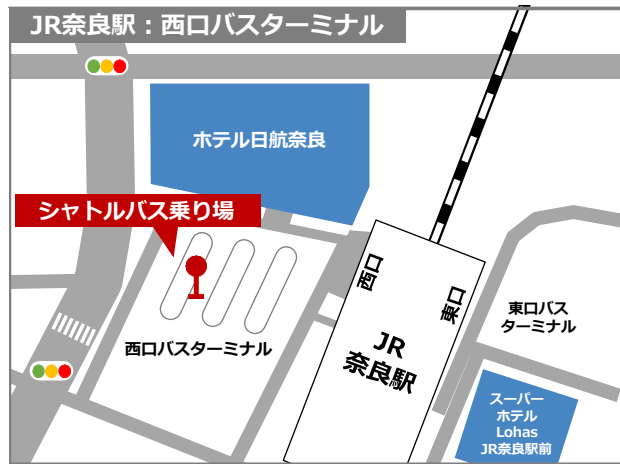 JR奈良駅：西口バスターミナル
ホテル日航奈良
シャトルバス乗り場
西口
東口
東口バス
ターミナル
JR
奈良駅
西口バスターミナル
スーパー
ホテル
Lohas
JR奈良駅前